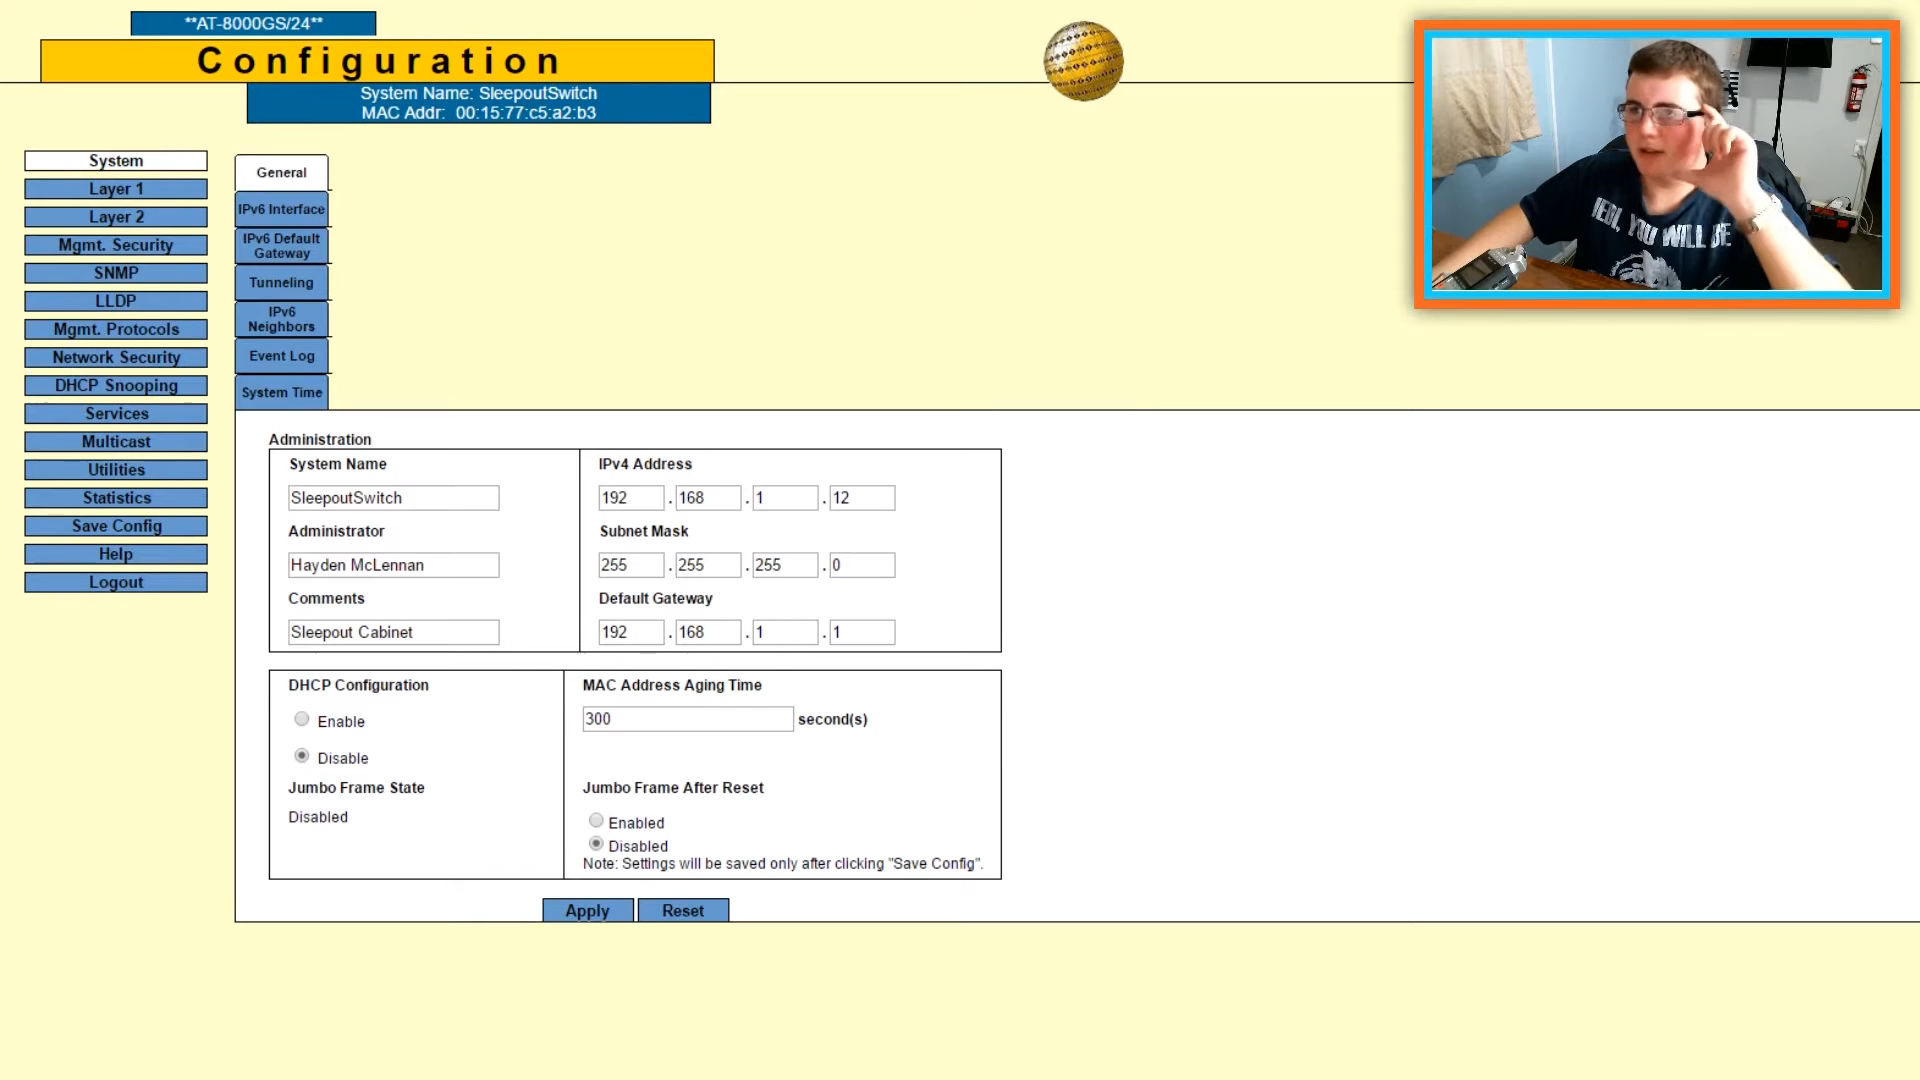 **AT-8000GS/24**
Configuration
System Name: SleepoutSwitch
MAC Addr: 00:15:77:c5:a2:b3
System
Layer 1
Layer 2
Mgmt. Security
SNMP
LLDP
Mgmt. Protocols
Network Security
DHCP Snooping
Services
Multicast
Utilities
Statistics
Save Config
Help
Logout
General
IPv6 Interface
IPv6 Default
Gateway
Tunneling
IPv6
Neighbors
Event Log
System Time
Administration
System Name
SleepoutSwitch
Administrator
Hayden McLennan
Comments
Sleepout Cabinet
IPv4 Address
192 . 168 . 1 . 12
Subnet Mask
255 . 255 . 255 . 0
Default Gateway
192 . 168 . 1 . 1
DHCP Configuration
Enable
Disable
Jumbo Frame State
Disabled
MAC Address Aging Time
300 second(s)
Jumbo Frame After Reset
Enabled
Disabled
Note: Settings will be saved only after clicking "Save Config".
Apply Reset
JEDI, YOU WILL BE